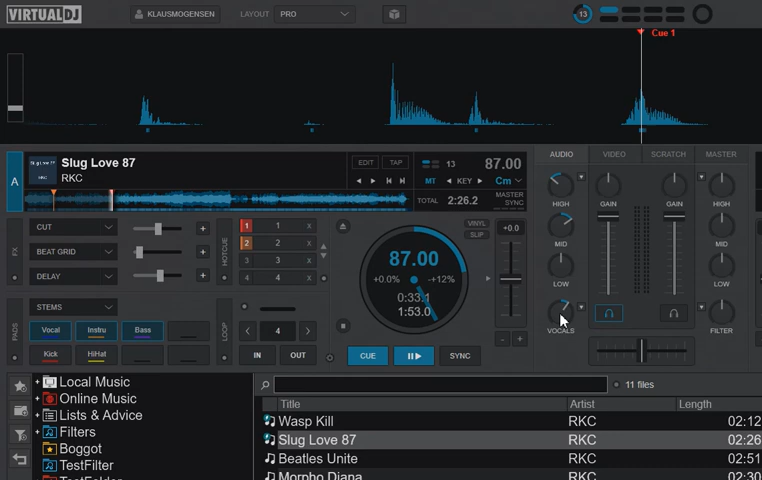 VIRTUALDJ
KLAUSMOGENSEN
LAYOUT
PRO
13
Cue 1
A
Slug Love 87
RKC
EDIT
TAP
13
87.00
MT
KEY
Cm
TOTAL 2:26.2
MASTER
SYNC
AUDIO
VIDEO
SCRATCH
MASTER
HIGH
GAIN
GAIN
HIGH
MID
MID
LOW
LOW
VOCALS
FILTER
FX
CUT
+
BEAT GRID
+
DELAY
+
HOTCUE
1 1 x
2 2 x
3 3 x
4 4 x
VINYL
SLIP
+0.0
87.00
+0.0% -+12%
0:33.1
1:53.0
- +
PADS
STEMS
Vocal
Instru
Bass
Kick
HiHat
LOOP
4
IN
OUT
CUE
SYNC
11 files
Local Music
Online Music
Lists & Advice
Filters
Boggot
TestFilter
TestFolder
Title Artist Length
Wasp Kill RKC 02:12
Slug Love 87 RKC 02:26
Beatles Unite RKC 02:51
Morpho Diana RKC 02:30